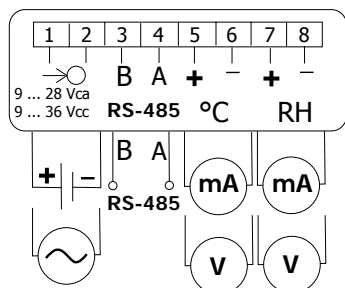 1 2 3 4 5 6 7 8
B A + − + −
9 ... 28 Vca
9 ... 36 Vcc RS-485 °C RH
B A
+ − mA mA
RS-485
V V